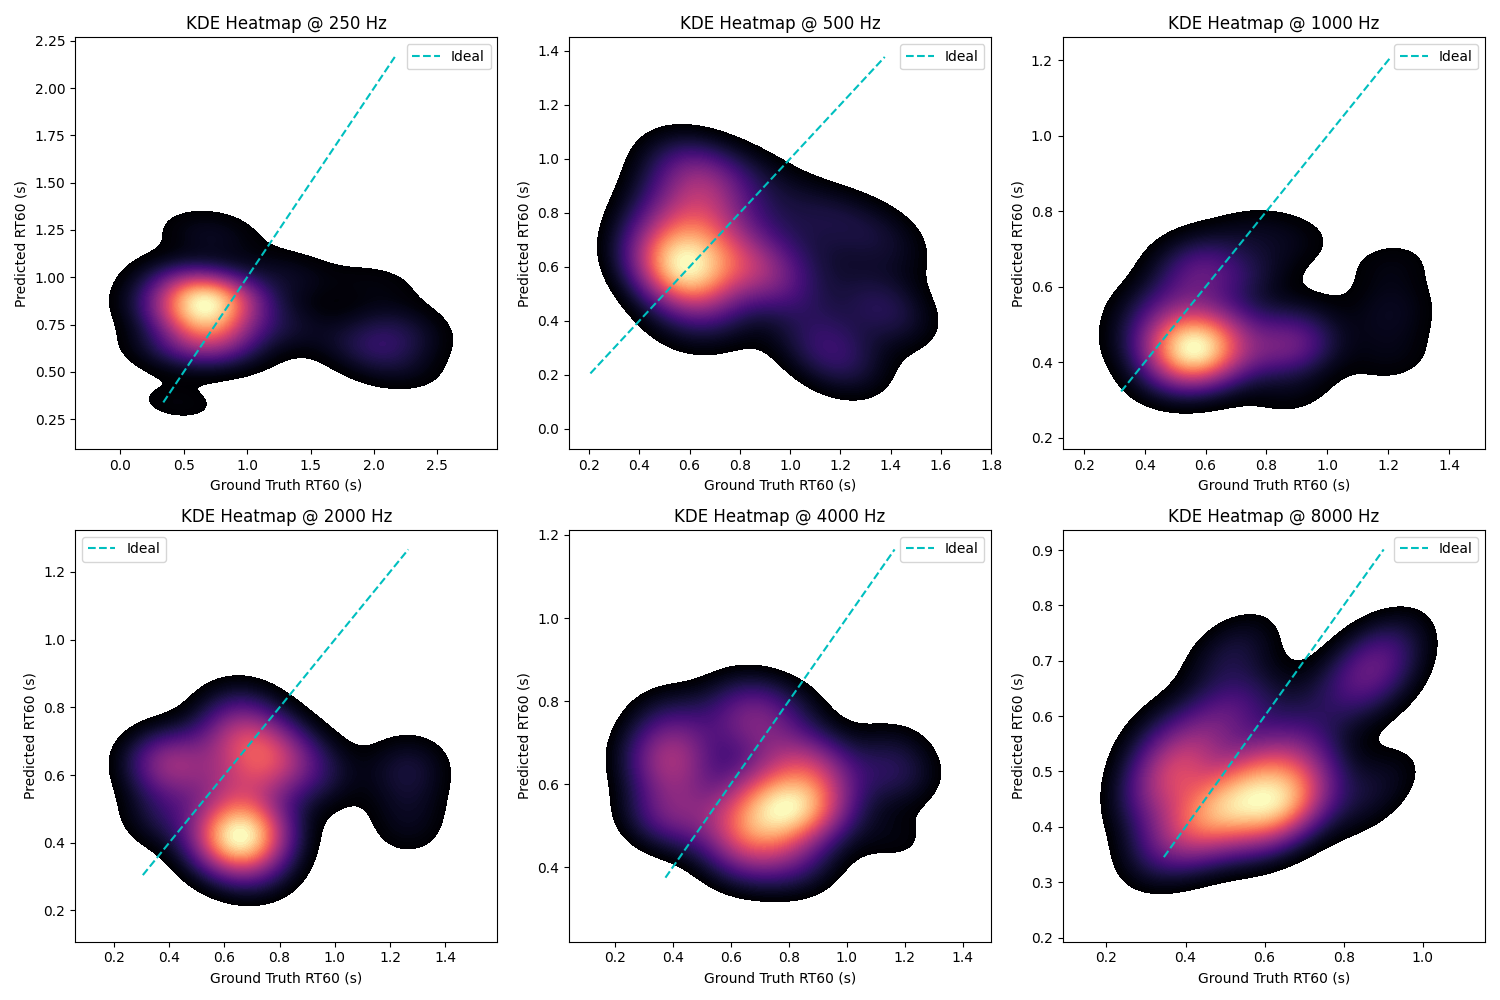 KDE Heatmap @ 250 Hz
Ideal
Predicted RT60 (s)
2.25
2.00
1.75
1.50
1.25
1.00
0.75
0.50
0.25
0.0 0.5 1.0 1.5 2.0 2.5
Ground Truth RT60 (s)
KDE Heatmap @ 500 Hz
Ideal
Predicted RT60 (s)
1.4
1.2
1.0
0.8
0.6
0.4
0.2
0.0
0.2 0.4 0.6 0.8 1.0 1.2 1.4 1.6 1.8
Ground Truth RT60 (s)
KDE Heatmap @ 1000 Hz
Ideal
Predicted RT60 (s)
1.2
1.0
0.8
0.6
0.4
0.2
0.2 0.4 0.6 0.8 1.0 1.2 1.4
Ground Truth RT60 (s)
KDE Heatmap @ 2000 Hz
Ideal
Predicted RT60 (s)
1.2
1.0
0.8
0.6
0.4
0.2
0.2 0.4 0.6 0.8 1.0 1.2 1.4
Ground Truth RT60 (s)
KDE Heatmap @ 4000 Hz
Ideal
Predicted RT60 (s)
1.2
1.0
0.8
0.6
0.4
0.2 0.4 0.6 0.8 1.0 1.2 1.4
Ground Truth RT60 (s)
KDE Heatmap @ 8000 Hz
Ideal
Predicted RT60 (s)
0.9
0.8
0.7
0.6
0.5
0.4
0.3
0.2
0.2 0.4 0.6 0.8 1.0
Ground Truth RT60 (s)